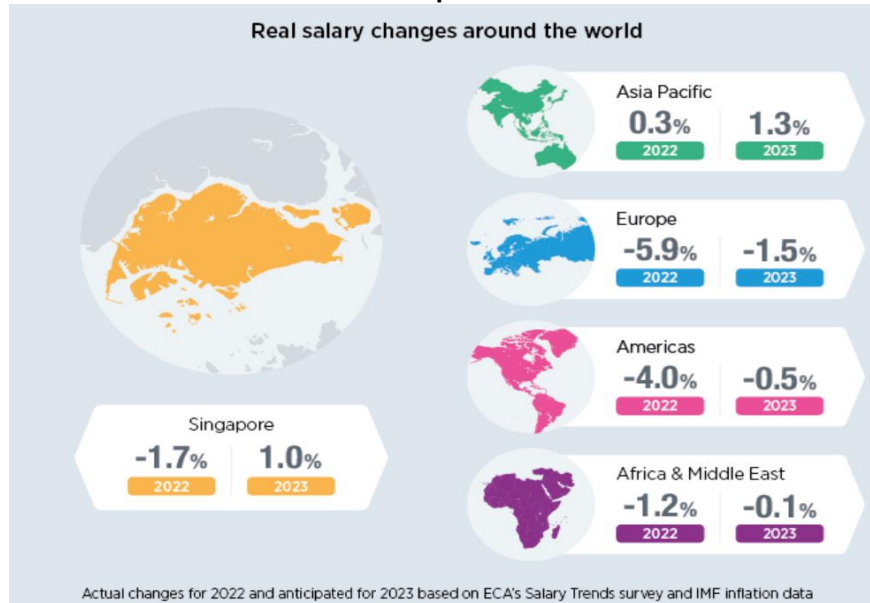 Real salary changes around the world
Singapore
-1.7% 1.0%
2022 2023
Asia Pacific
0.3% 1.3%
2022 2023
Europe
-5.9% -1.5%
2022 2023
Americas
-4.0% -0.5%
2022 2023
Africa & Middle East
-1.2% -0.1%
2022 2023
Actual changes for 2022 and anticipated for 2023 based on ECA's Salary Trends survey and IMF inflation data